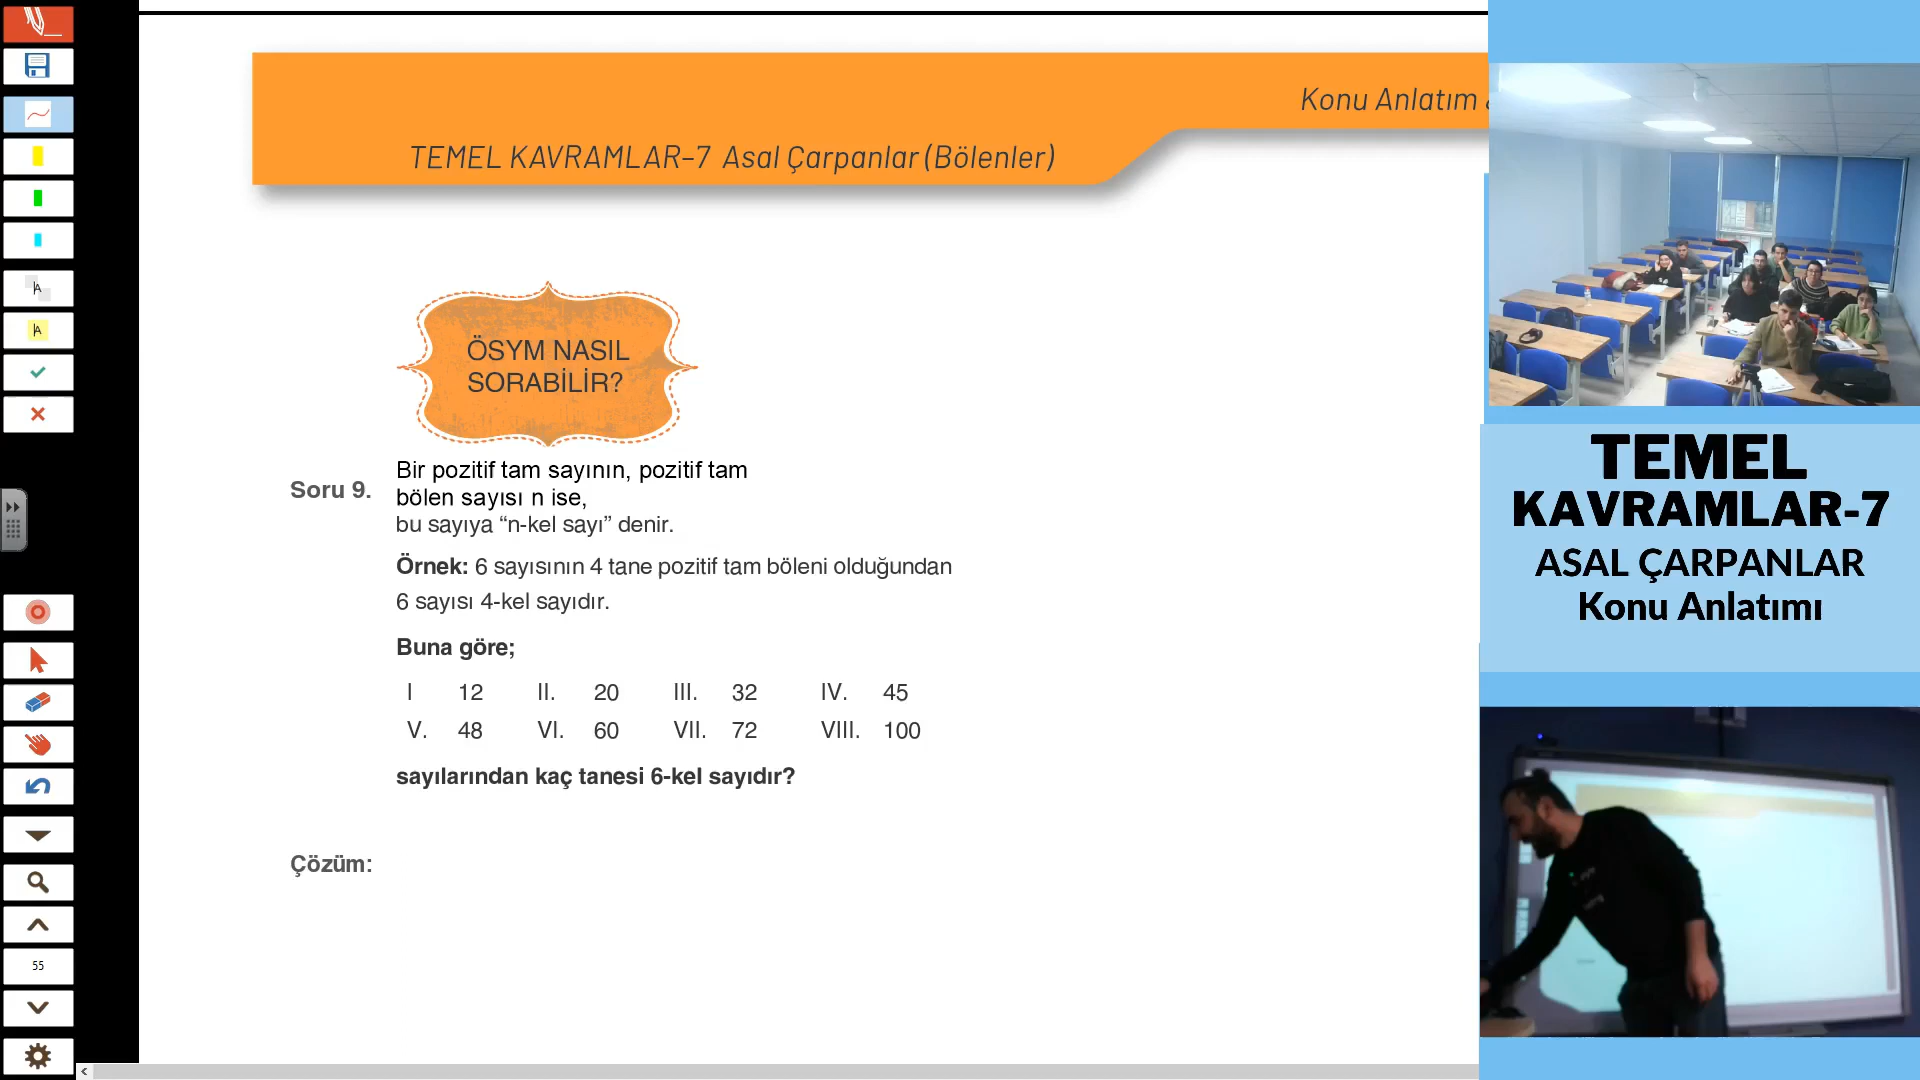 Konu Anlatım
TEMEL KAVRAMLAR–7 Asal Çarpanlar (Bölenler)
ÖSYM NASIL
SORABİLİR?
Soru 9.
Bir pozitif tam sayının, pozitif tam
bölen sayısı n ise,
bu sayıya “n-kel sayı” denir.
Örnek: 6 sayısının 4 tane pozitif tam böleni olduğundan
6 sayısı 4-kel sayıdır.
Buna göre;
I 12 II. 20 III. 32 IV. 45
V. 48 VI. 60 VII. 72 VIII. 100
sayılarından kaç tanesi 6-kel sayıdır?
Çözüm:
55
TEMEL
KAVRAMLAR-7
ASAL ÇARPANLAR
Konu Anlatımı